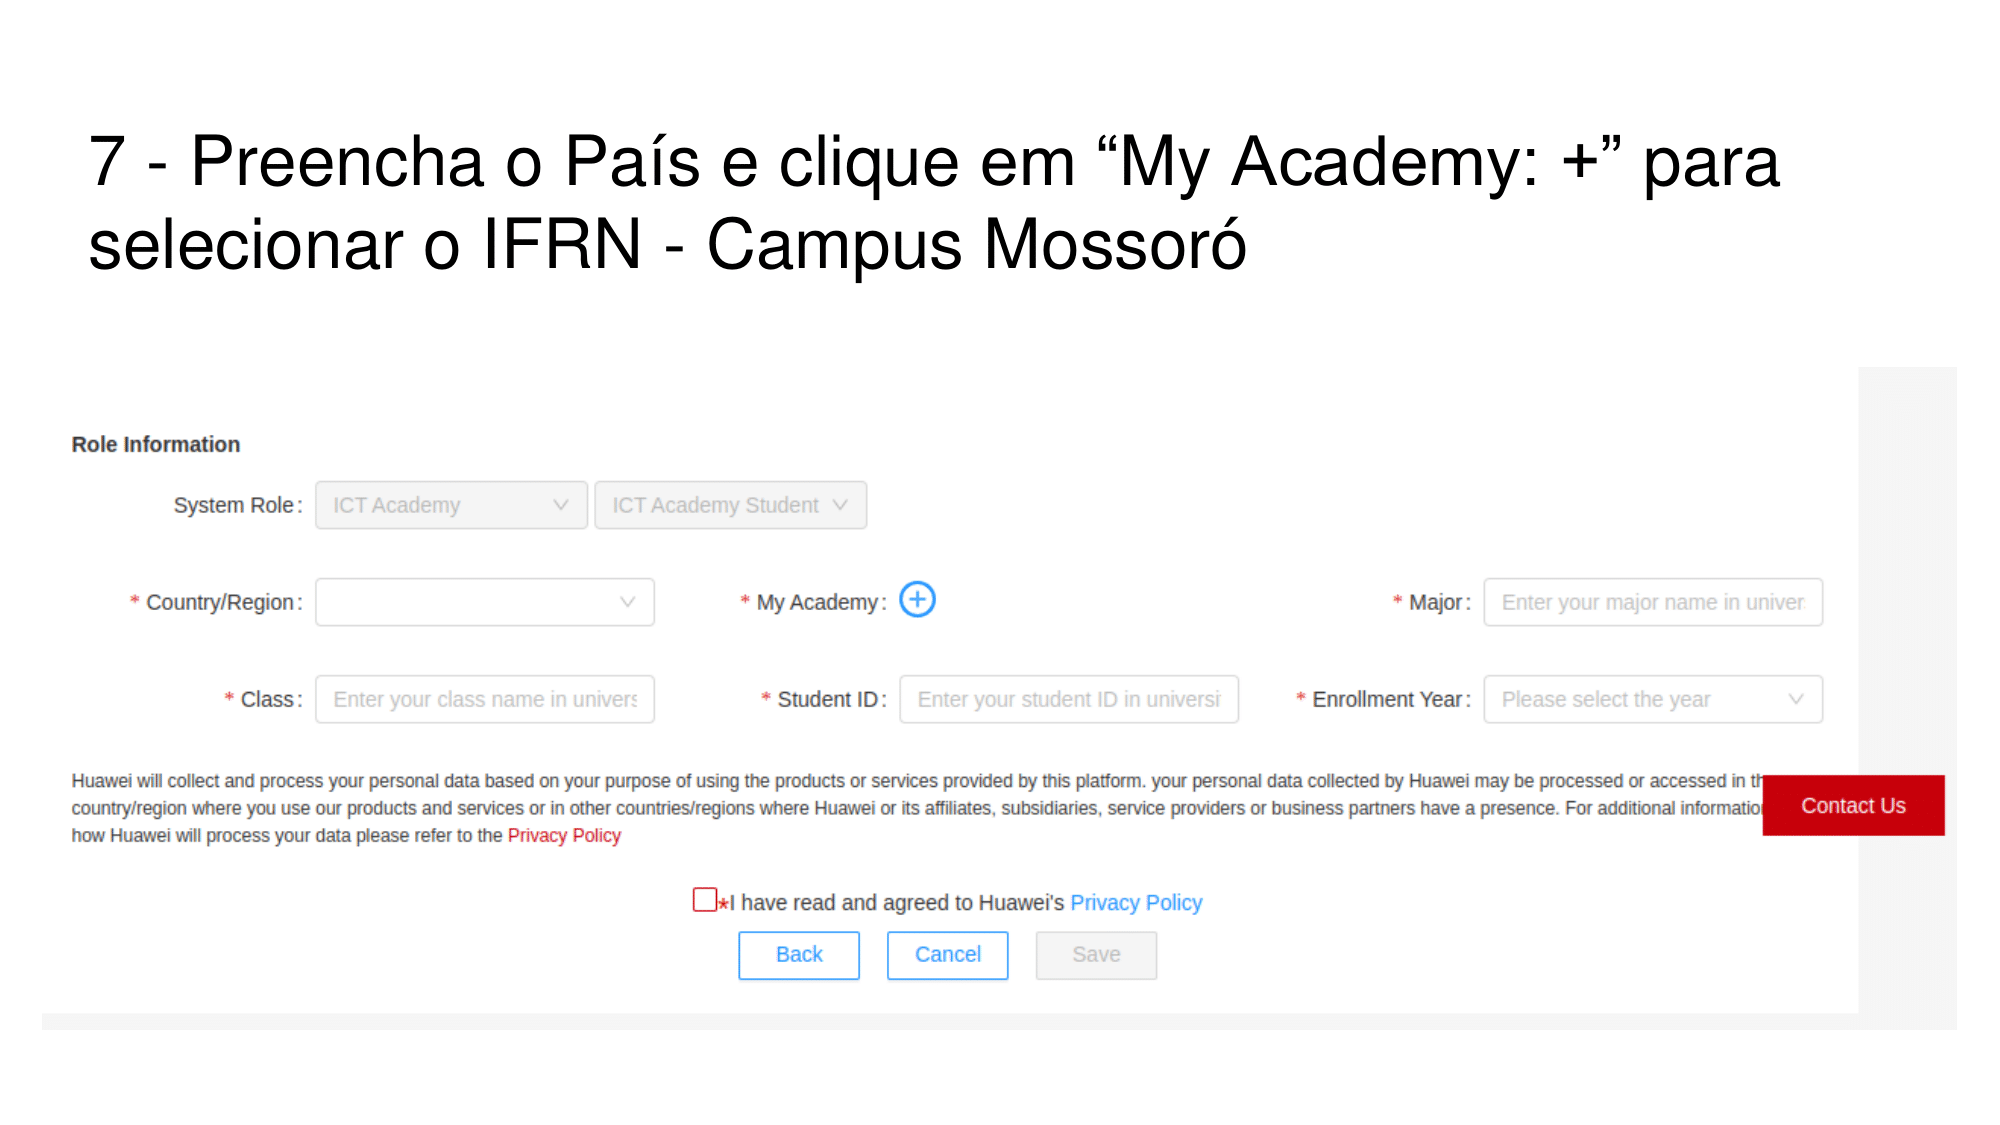 7 - Preencha o País e clique em “My Academy: +” para
selecionar o IFRN - Campus Mossoró
Role Information
System Role: ICT Academy ICT Academy Student
* Country/Region: * My Academy: * Major: Enter your major name in univer
* Class: Enter your class name in univers * Student ID: Enter your student ID in universi * Enrollment Year: Please select the year
Huawei will collect and process your personal data based on your purpose of using the products or services provided by this platform. your personal data collected by Huawei may be processed or accessed in th
country/region where you use our products and services or in other countries/regions where Huawei or its affiliates, subsidiaries, service providers or business partners have a presence. For additional information
how Huawei will process your data please refer to the Privacy Policy
Contact Us
*I have read and agreed to Huawei's Privacy Policy
Back Cancel Save